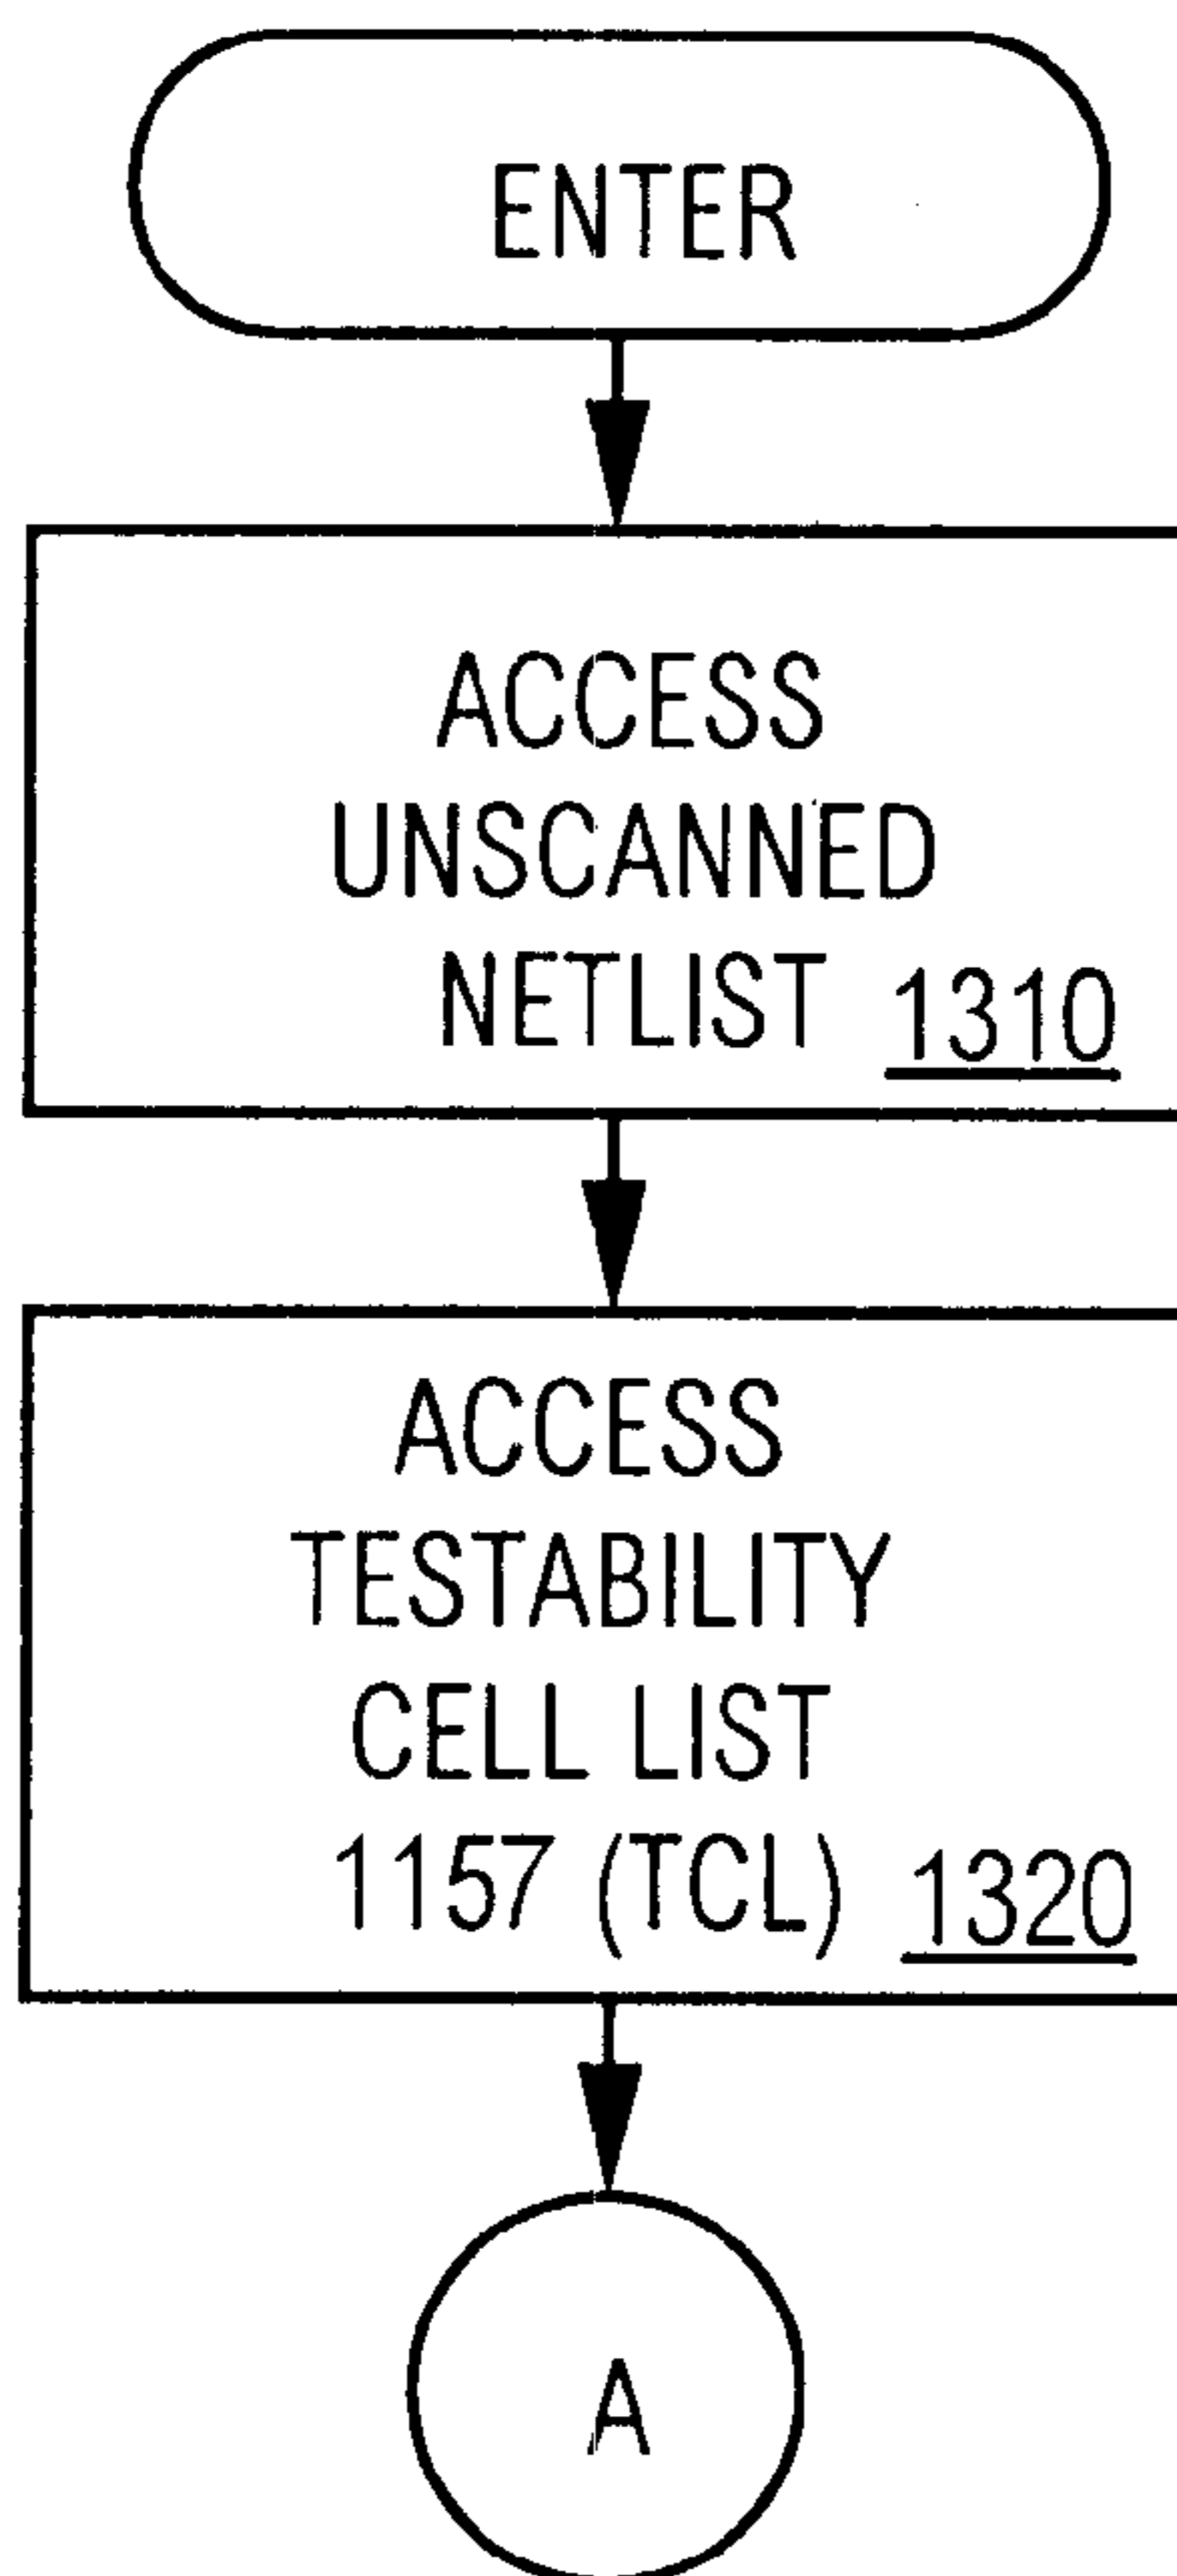 ENTER
ACCESS
UNSCANNED
NETLIST 1310
ACCESS
TESTABILITY
CELL LIST
1157 (TCL) 1320
A